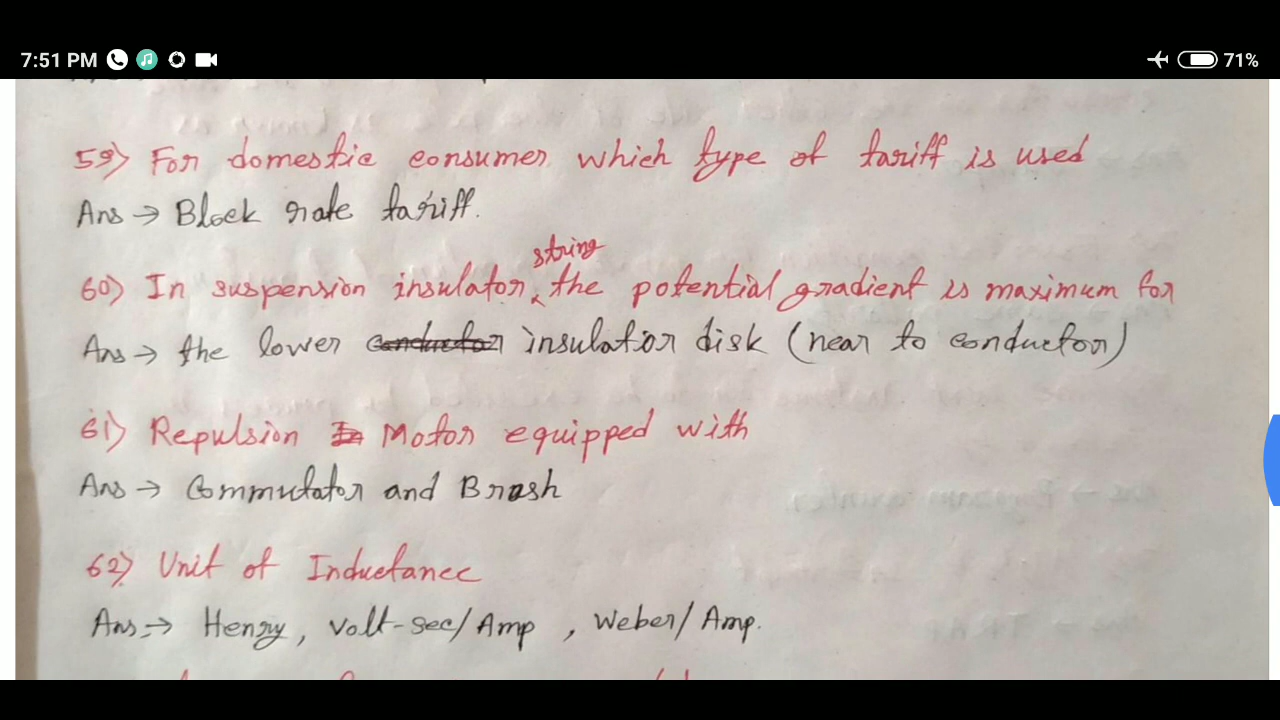 7:51 PM 71%
59) For domestic consumer which type of tariff is used
Ans → Block rate tariff.
string
60) In suspension insulator the potential gradient is maximum for
Ans → the lower conductor insulator disk (near to conductor)
61) Repulsion In Motor equipped with
Ans → Commutator and Brush
62) Unit of Inductance
Ans → Henry, Volt-sec/Amp, Weber/Amp.